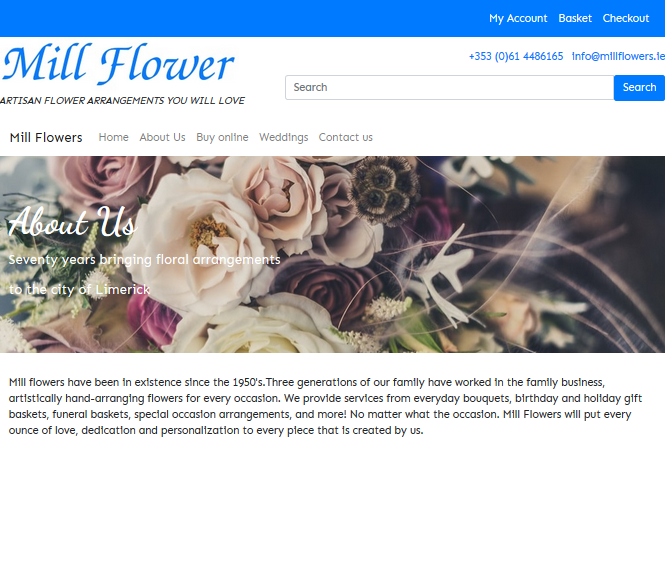 My Account Basket Checkout
Mill Flower
+353 (0)61 4486165 info@millflowers.ie
Search Search
ARTISAN FLOWER ARRANGEMENTS YOU WILL LOVE
Mill Flowers Home About Us Buy online Weddings Contact us
About Us
Seventy years bringing floral arrangements
to the city of Limerick
Mill flowers have been in existence since the 1950's.Three generations of our family have worked in the family business,
artistically hand-arranging flowers for every occasion. We provide services from everyday bouquets, birthday and holiday gift
baskets, funeral baskets, special occasion arrangements, and more! No matter what the occasion. Mill Flowers will put every
ounce of love, dedication and personalization to every piece that is created by us.